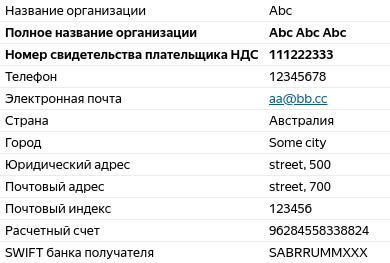 Название организации Abc
Полное название организации Abc Abc Abc
Номер свидетельства плательщика НДС 111222333
Телефон 12345678
Электронная почта aa@bb.cc
Страна Австралия
Город Some city
Юридический адрес street, 500
Почтовый адрес street, 700
Почтовый индекс 123456
Расчетный счет 96284558338824
SWIFT банка получателя SABRRUMMXXX